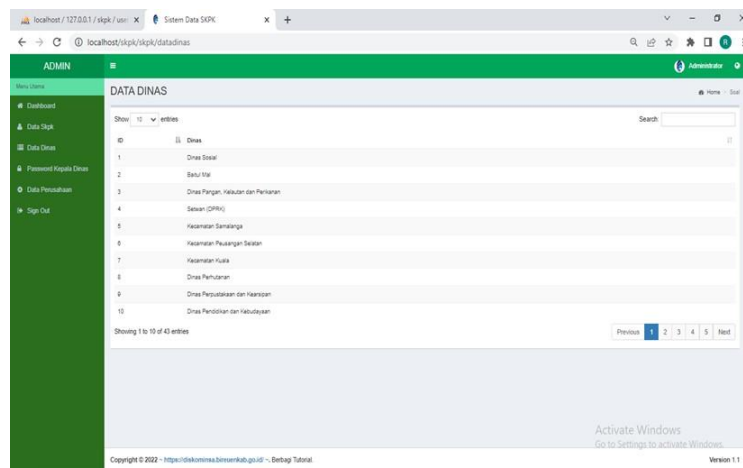 localhost / 127.0.0.1 / skpk / user
Sistem Data SKPK
localhost/skpk/skpk/datadinas
R
ADMIN
Administrator
Menu Utama
Dashboard
Data Skpk
Data Dinas
Password Kepala Dinas
Data Perusahaan
Sign Out
DATA DINAS
Home
Show 10 entries
Search:
ID Dinas
1 Dinas Sosial
2 Baitul Mal
3 Dinas Pangan, Kelautan dan Perikanan
4 Setwan (DPRK)
5 Kecamatan Samalanga
6 Kecamatan Peusangan Selatan
7 Kecamatan Kuala
8 Dinas Perhutanan
9 Dinas Perpustakaan dan Kearsipan
10 Dinas Pendidikan dan Kebudayaan
Showing 1 to 10 of 43 entries
Previous 1 2 3 4 5 Next
Activate Windows
Go to Settings to activate Windows.
Copyright © 2022 ~ https://diskominsa.bireuenkab.go.id/ ~. Berbagi Tutorial.
Version 1.1